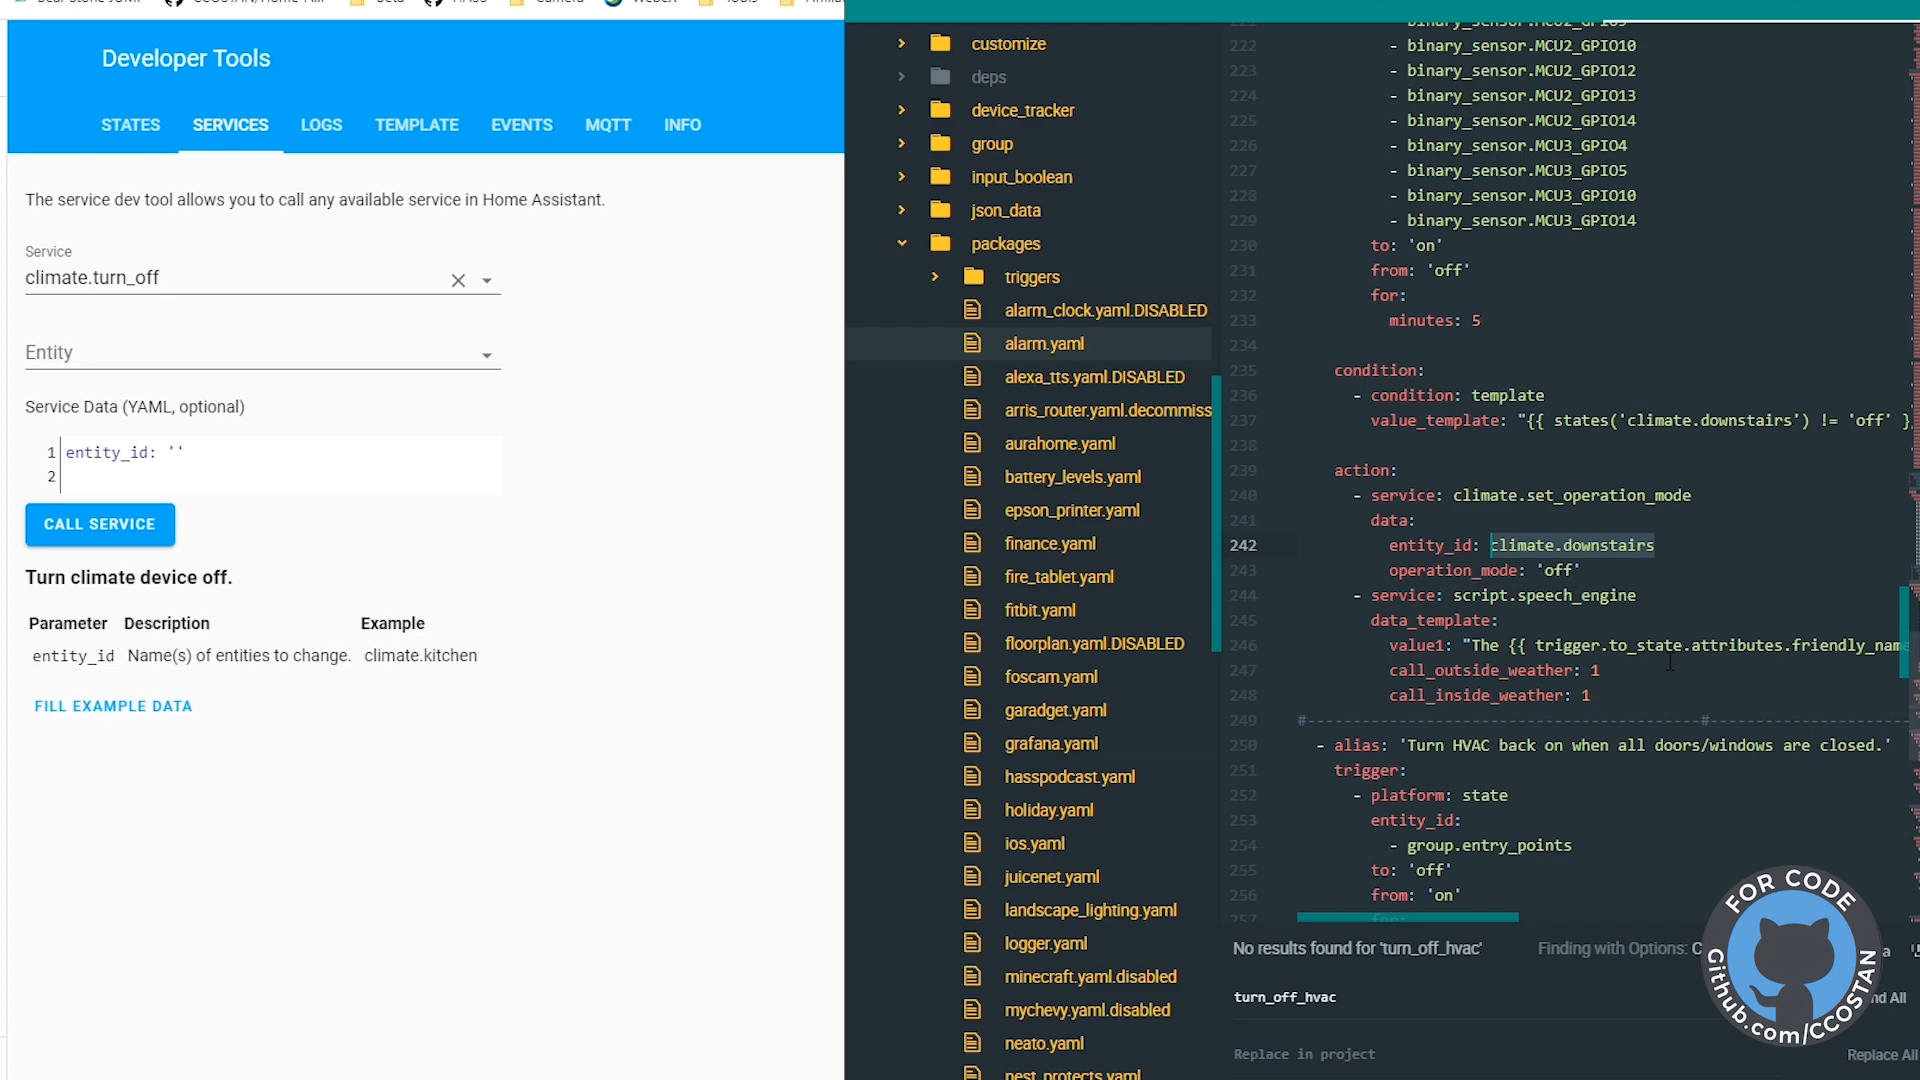 Developer Tools
STATES SERVICES LOGS TEMPLATE EVENTS MQTT INFO
The service dev tool allows you to call any available service in Home Assistant.
Service
climate.turn_off
Entity
Service Data (YAML, optional)
1 entity_id: ''
2
CALL SERVICE
Turn climate device off.
Parameter Description Example
entity_id Name(s) of entities to change. climate.kitchen
FILL EXAMPLE DATA
customize
deps
device_tracker
group
input_boolean
json_data
packages
triggers
alarm_clock.yaml.DISABLED
alarm.yaml
alexa_tts.yaml.DISABLED
arris_router.yaml.decommiss
aurahome.yaml
battery_levels.yaml
epson_printer.yaml
finance.yaml
fire_tablet.yaml
fitbit.yaml
floorplan.yaml.DISABLED
foscam.yaml
garadget.yaml
grafana.yaml
hasspodcast.yaml
holiday.yaml
ios.yaml
juicenet.yaml
landscape_lighting.yaml
logger.yaml
minecraft.yaml.disabled
mychevy.yaml.disabled
neato.yaml
nest_protects.yaml
222 - binary_sensor.MCU2_GPIO10
223 - binary_sensor.MCU2_GPIO12
224 - binary_sensor.MCU2_GPIO13
225 - binary_sensor.MCU2_GPIO14
226 - binary_sensor.MCU3_GPIO4
227 - binary_sensor.MCU3_GPIO5
228 - binary_sensor.MCU3_GPIO10
229 - binary_sensor.MCU3_GPIO14
230 to: 'on'
231 from: 'off'
232 for:
233 minutes: 5
234
235 condition:
236 - condition: template
237 value_template: "{{ states('climate.downstairs') != 'off' }
238
239 action:
240 - service: climate.set_operation_mode
241 data:
242 entity_id: climate.downstairs
243 operation_mode: 'off'
244 - service: script.speech_engine
245 data_template:
246 value1: "The {{ trigger.to_state.attributes.friendly_name
247 call_outside_weather: 1
248 call_inside_weather: 1
249 #-------------------------------------------#----------------------
250 - alias: 'Turn HVAC back on when all doors/windows are closed.'
251 trigger:
252 - platform: state
253 entity_id:
254 - group.entry_points
255 to: 'off'
256 from: 'on'
257 for:
No results found for 'turn_off_hvac' Finding with Options: C
turn_off_hvac
Replace in project Replace All
FOR CODE
Github.com/CCOSTAN